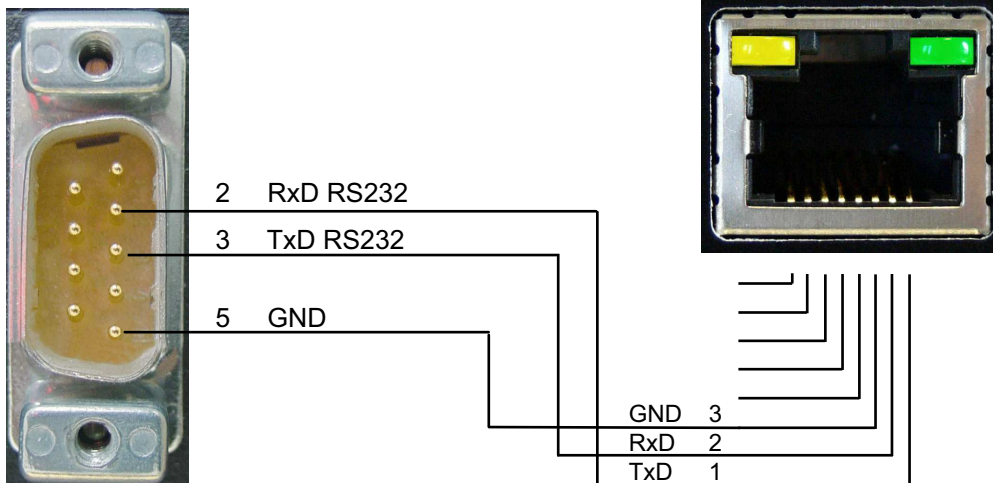 2 RxD RS232
3 TxD RS232
5 GND
GND 3
RxD 2
TxD 1